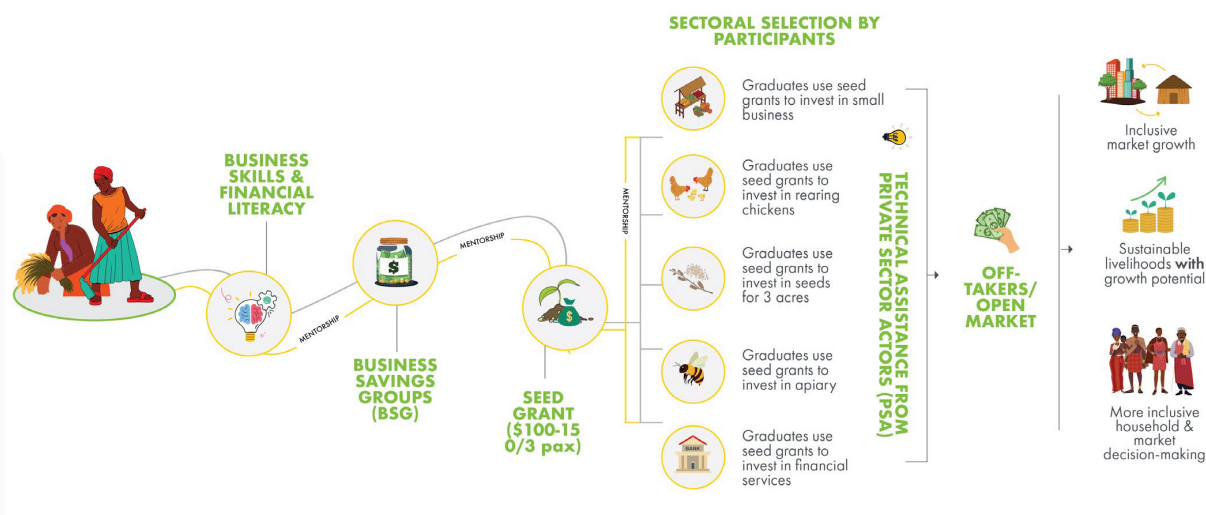 SECTORAL SELECTION BY
PARTICIPANTS
BUSINESS
SKILLS &
FINANCIAL
LITERACY
MENTORSHIP
$
BUSINESS
SAVINGS
GROUPS
(BSG)
MENTORSHIP
$
SEED
GRANT
($100-15
0/3 pax)
MENTORSHIP
Graduates use seed
grants to invest in small
business
Graduates use
seed grants to
invest in rearing
chickens
Graduates use
seed grants to
invest in seeds
for 3 acres
Graduates use
seed grants to
invest in apiary
BANK
Graduates use
seed grants to
invest in financial
services
TECHNICAL ASSISTANCE FROM
PRIVATE SECTOR ACTORS (PSA)
OFF-
TAKERS/
OPEN
MARKET
Inclusive
market growth
Sustainable
livelihoods with
growth potential
More inclusive
household &
market
decision-making